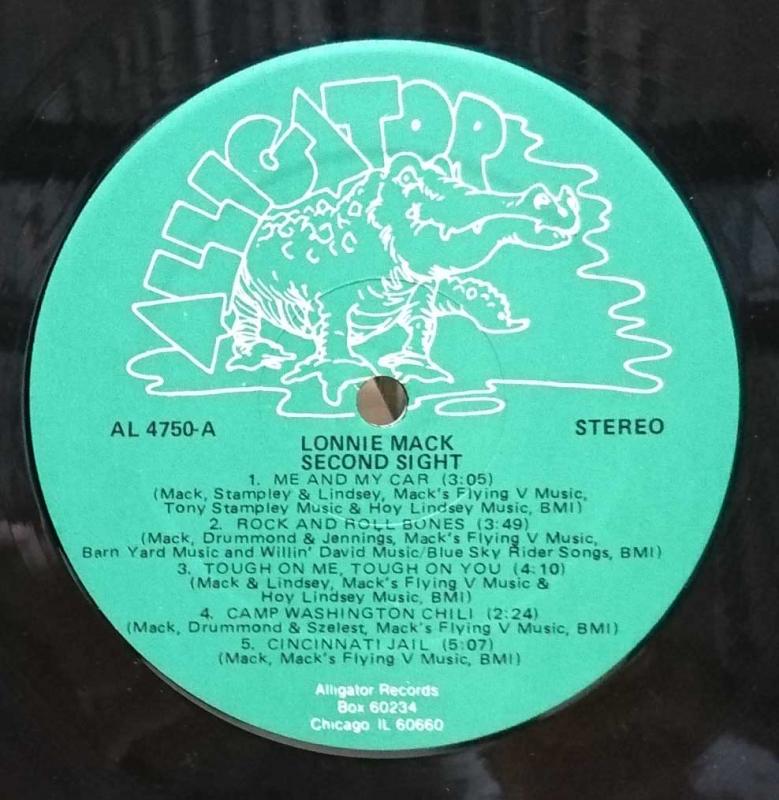 ALLIGATOR
AL 4750-A
STEREO
LONNIE MACK
SECOND SIGHT
1. ME AND MY CAR (3:05)
(Mack, Stampley & Lindsey, Mack's Flying V Music,
Tony Stampley Music & Hoy Lindsey Music, BMI)
2. ROCK AND ROLL BONES (3:49)
(Mack, Drummond & Jennings, Mack's Flying V Music,
Barn Yard Music and Willin' David Music/Blue Sky Rider Songs, BMI)
3. TOUGH ON ME, TOUGH ON YOU (4:10)
(Mack & Lindsey, Mack's Flying V Music &
Hoy Lindsey Music, BMI)
4. CAMP WASHINGTON CHILI (2:24)
(Mack, Drummond & Szelest, Mack's Flying V Music, BMI)
5. CINCINNATI JAIL (5:07)
(Mack, Mack's Flying V Music, BMI)
Alligator Records
Box 60234
Chicago IL 60660